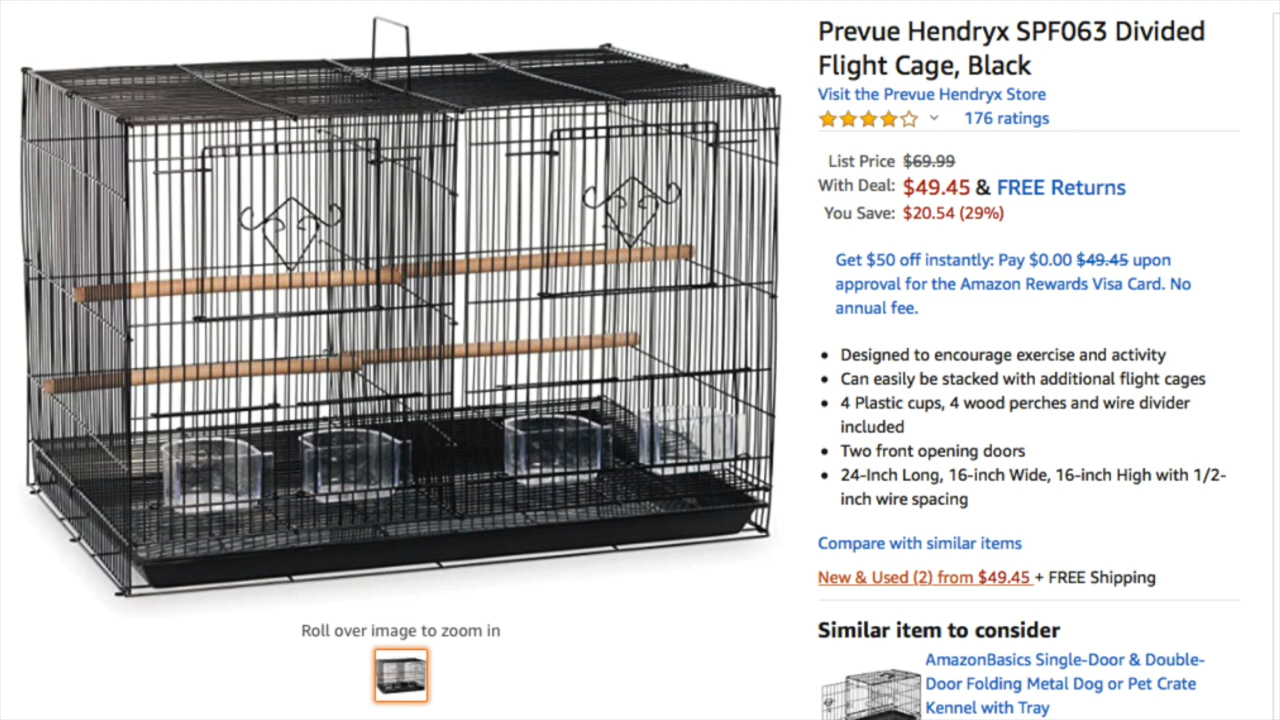 Prevue Hendryx SPF063 Divided
Flight Cage, Black
Visit the Prevue Hendryx Store
176 ratings
List Price $69.99
With Deal: $49.45 & FREE Returns
You Save: $20.54 (29%)
Get $50 off instantly: Pay $0.00 $49.45 upon
approval for the Amazon Rewards Visa Card. No
annual fee.
• Designed to encourage exercise and activity
• Can easily be stacked with additional flight cages
• 4 Plastic cups, 4 wood perches and wire divider
included
• Two front opening doors
• 24-Inch Long, 16-inch Wide, 16-inch High with 1/2-
inch wire spacing
Compare with similar items
New & Used (2) from $49.45 + FREE Shipping
Roll over image to zoom in
Similar item to consider
AmazonBasics Single-Door & Double-
Door Folding Metal Dog or Pet Crate
Kennel with Tray